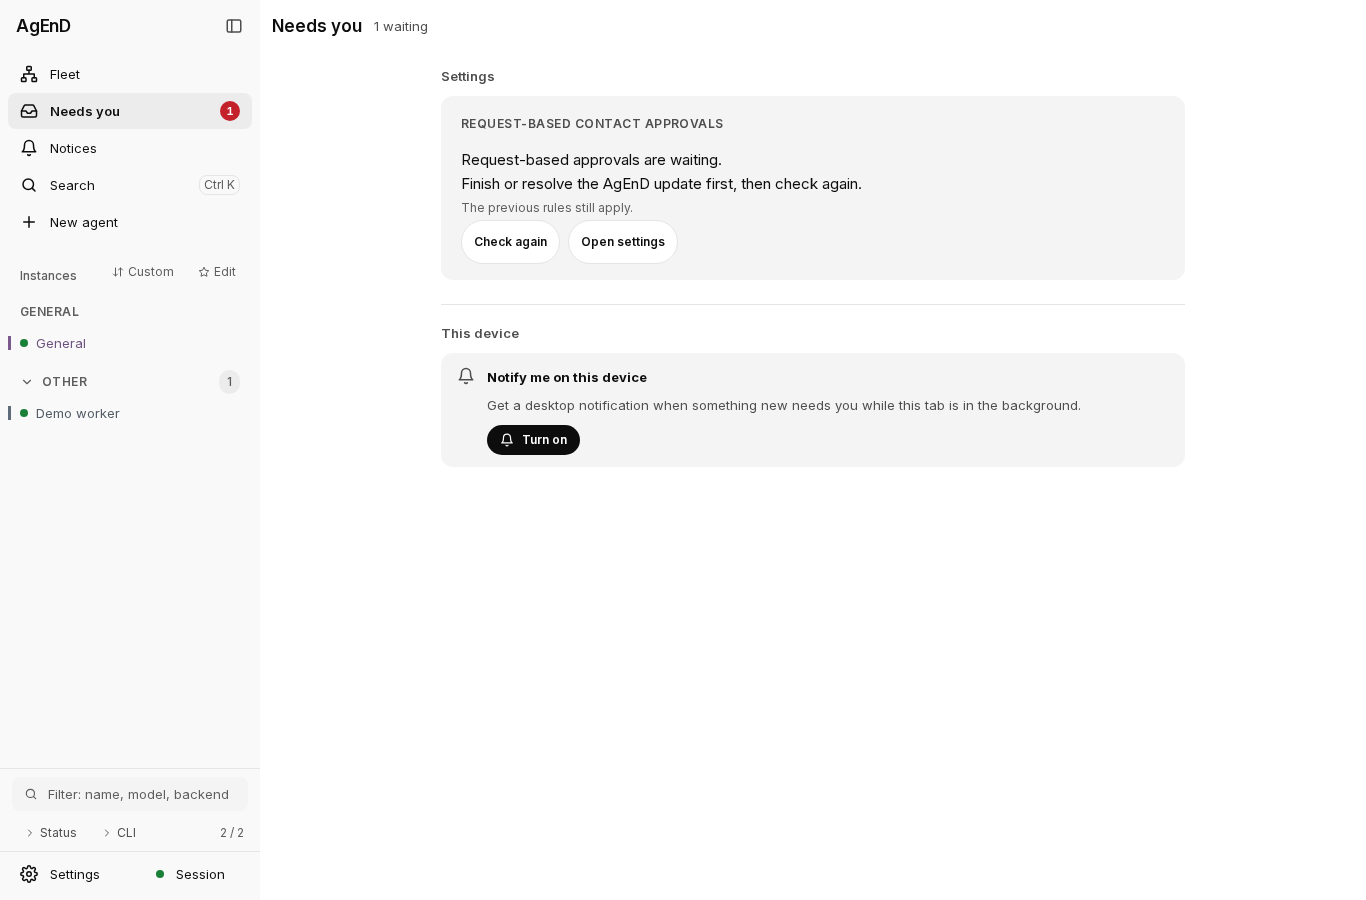 AgEnD
Fleet
Needs you 1
Notices
Search Ctrl K
New agent
Instances Custom Edit
GENERAL
General
OTHER 1
Demo worker
Filter: name, model, backend
Status CLI 2 / 2
Settings Session
Needs you 1 waiting
Settings
REQUEST-BASED CONTACT APPROVALS
Request-based approvals are waiting.
Finish or resolve the AgEnD update first, then check again.
The previous rules still apply.
Check again Open settings
This device
Notify me on this device
Get a desktop notification when something new needs you while this tab is in the background.
Turn on